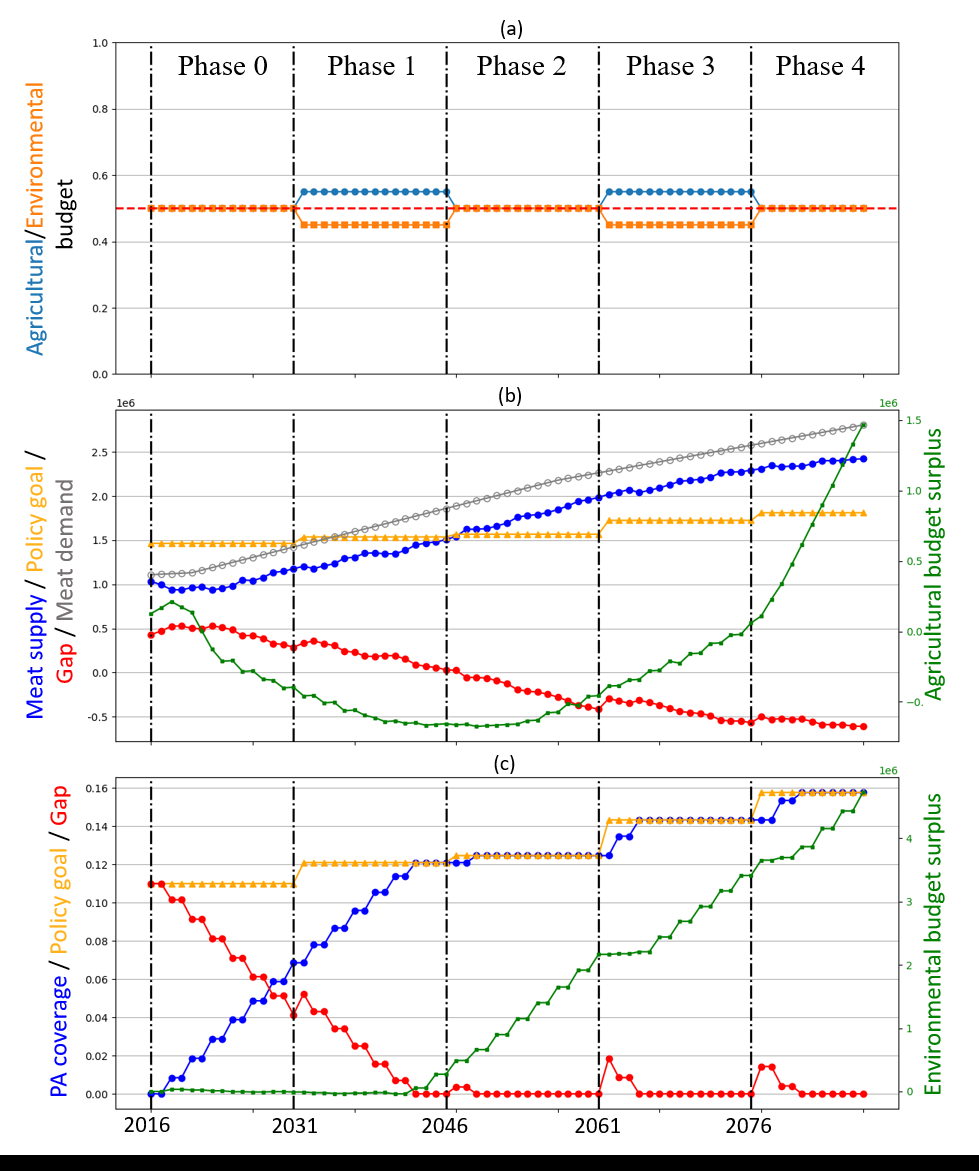 (a)
Agricultural/Environmental
budget
1.0
0.8
0.6
0.4
0.2
0.0
Phase 0
Phase 1
Phase 2
Phase 3
Phase 4
(b)
Meat supply / Policy goal /
Gap / Meat demand
1e6
2.5
2.0
1.5
1.0
0.5
0.0
-0.5
1e6
1.5
1.0
0.5
0.0
−0.
Agricultural budget surplus
(c)
PA coverage / Policy goal / Gap
0.16
0.14
0.12
0.10
0.08
0.06
0.04
0.02
0.00
1e6
4
3
2
1
0
Environmental budget surplus
2016
2031
2046
2061
2076